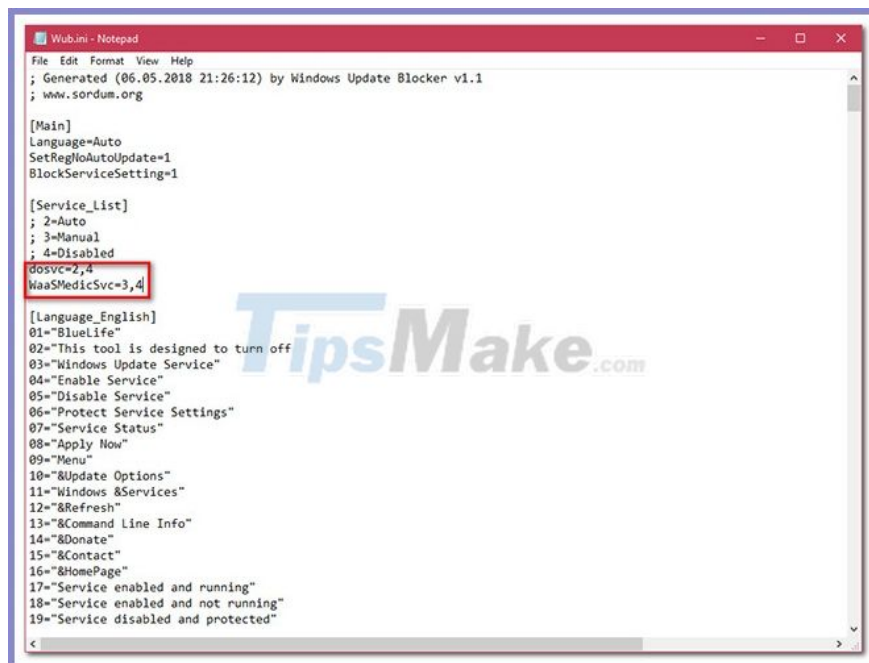 Wub.ini - Notepad
File Edit Format View Help
; Generated (06.05.2018 21:26:12) by Windows Update Blocker v1.1
; www.sordum.org
[Main]
Language=Auto
SetRegNoAutoUpdate=1
BlockServiceSetting=1
[Service_List]
; 2=Auto
; 3=Manual
; 4=Disabled
dosvc=2,4
WaaSMedicSvc=3,4
[Language_English]
01="BlueLife"
02="This tool is designed to turn off
03="Windows Update Service"
04="Enable Service"
05="Disable Service"
06="Protect Service Settings"
07="Service Status"
08="Apply Now"
09="Menu"
10="&Update Options"
11="Windows &Services"
12="&Refresh"
13="&Command Line Info"
14="&Donate"
15="&Contact"
16="&HomePage"
17="Service enabled and running"
18="Service enabled and not running"
19="Service disabled and protected"
TipsMake.com